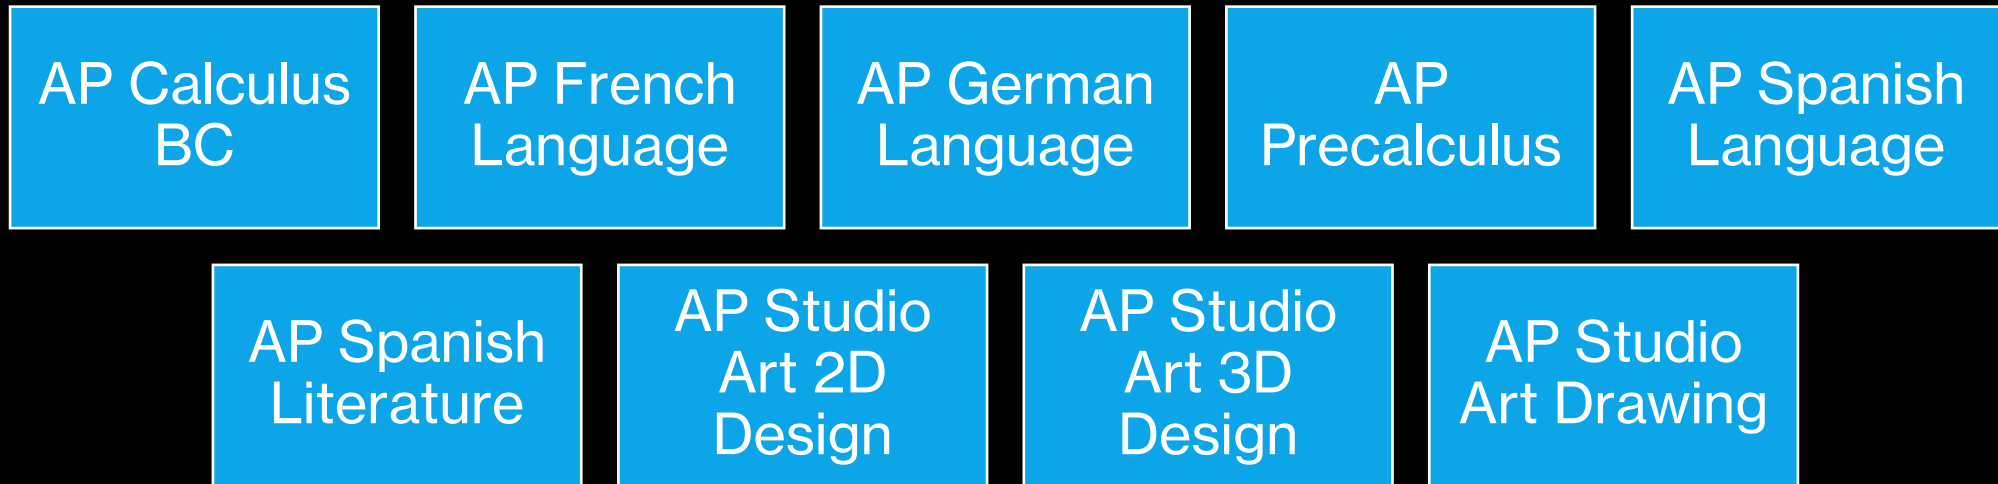 AP Calculus
BC
AP French
Language
AP German
Language
AP
Precalculus
AP Spanish
Language
AP Spanish
Literature
AP Studio
Art 2D
Design
AP Studio
Art 3D
Design
AP Studio
Art Drawing